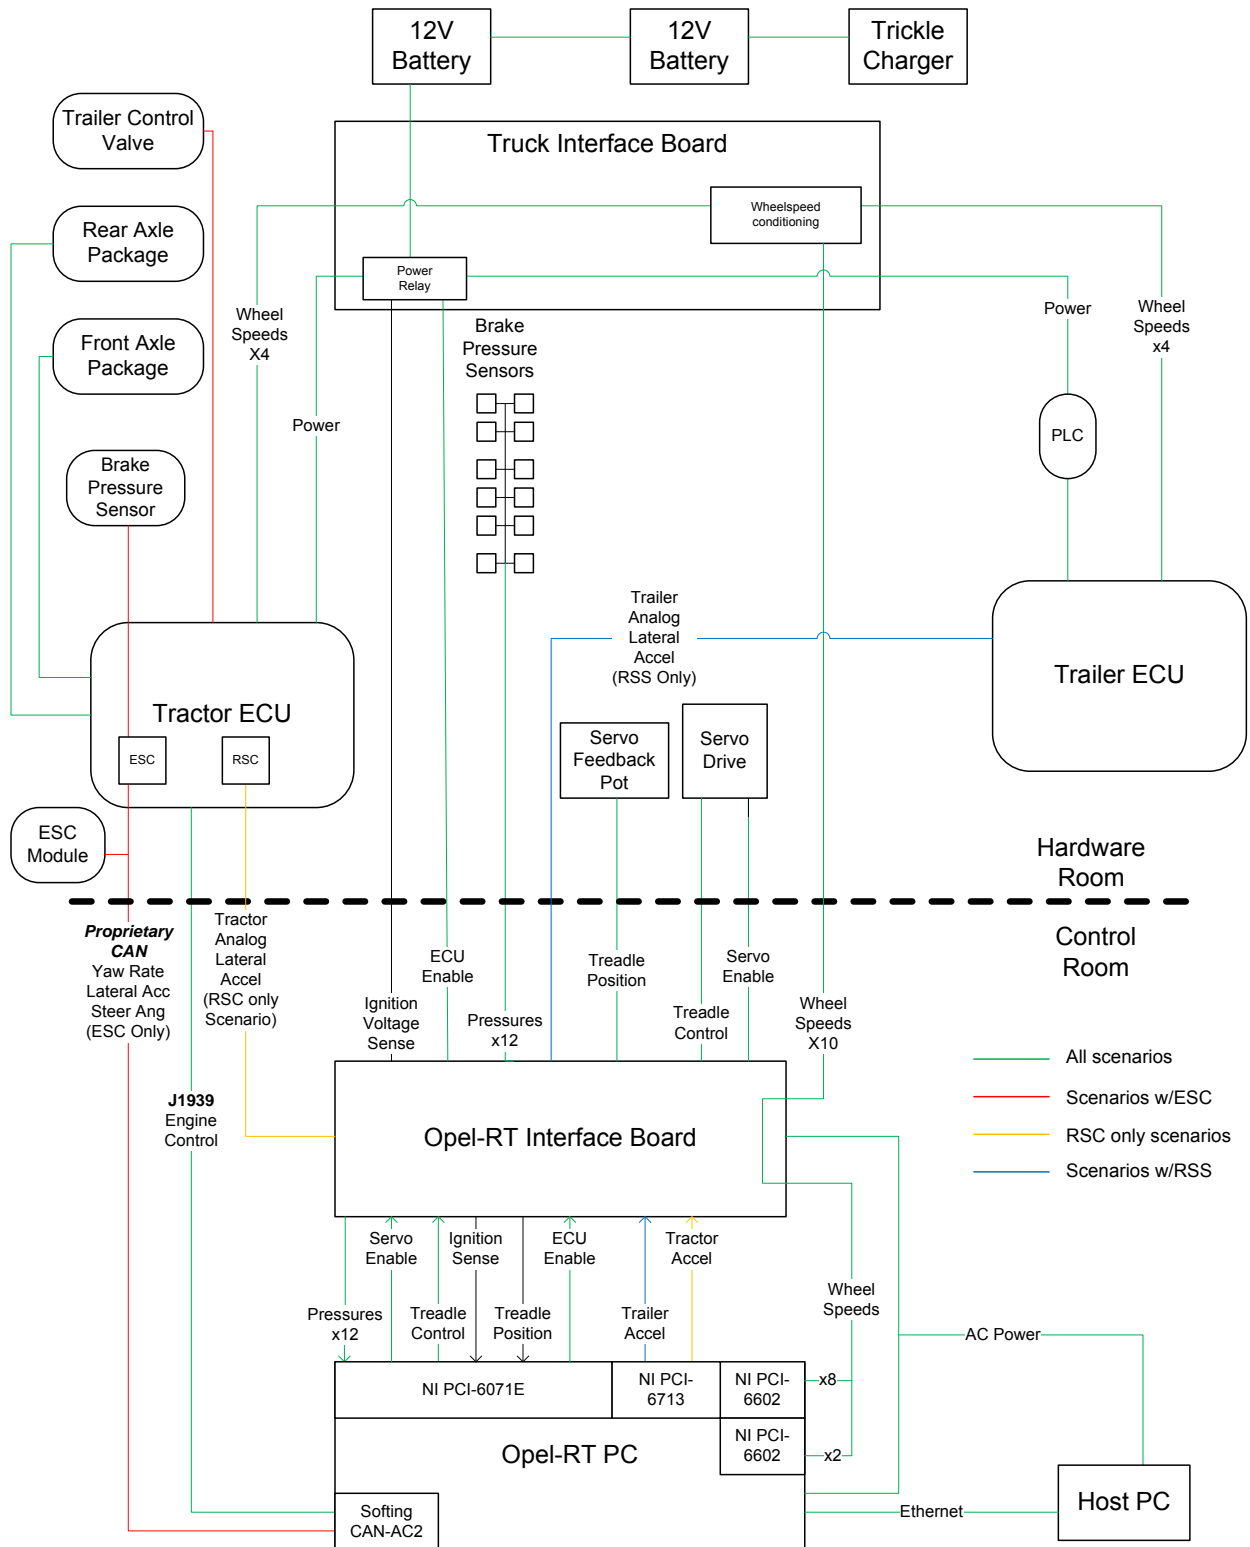 12V
Battery
12V
Battery
Trickle
Charger
Trailer Control
Valve
Truck Interface Board
Wheelspeed
conditioning
Rear Axle
Package
Power
Relay
Wheel
Speeds
X4
Power
Wheel
Speeds
x4
Front Axle
Package
Brake
Pressure
Sensors
Power
PLC
Brake
Pressure
Sensor
Trailer
Analog
Lateral
Accel
(RSS Only)
Trailer ECU
Tractor ECU
ESC
RSC
Servo
Feedback
Pot
Servo
Drive
ESC
Module
Hardware
Room
Control
Room
Proprietary
CAN
Yaw Rate
Lateral Acc
Steer Ang
(ESC Only)
Tractor
Analog
Lateral
Accel
(RSC only
Scenario)
ECU
Enable
Treadle
Position
Servo
Enable
Ignition
Voltage
Sense
Pressures
x12
Treadle
Control
Wheel
Speeds
X10
All scenarios
Scenarios w/ESC
RSC only scenarios
Scenarios w/RSS
J1939
Engine
Control
Opel-RT Interface Board
Servo
Enable
Ignition
Sense
ECU
Enable
Tractor
Accel
Pressures
x12
Treadle
Control
Treadle
Position
Trailer
Accel
Wheel
Speeds
AC Power
NI PCI-6071E
NI PCI-
6713
NI PCI-
6602
x8
NI PCI-
6602
x2
Opel-RT PC
Softing
CAN-AC2
Ethernet
Host PC